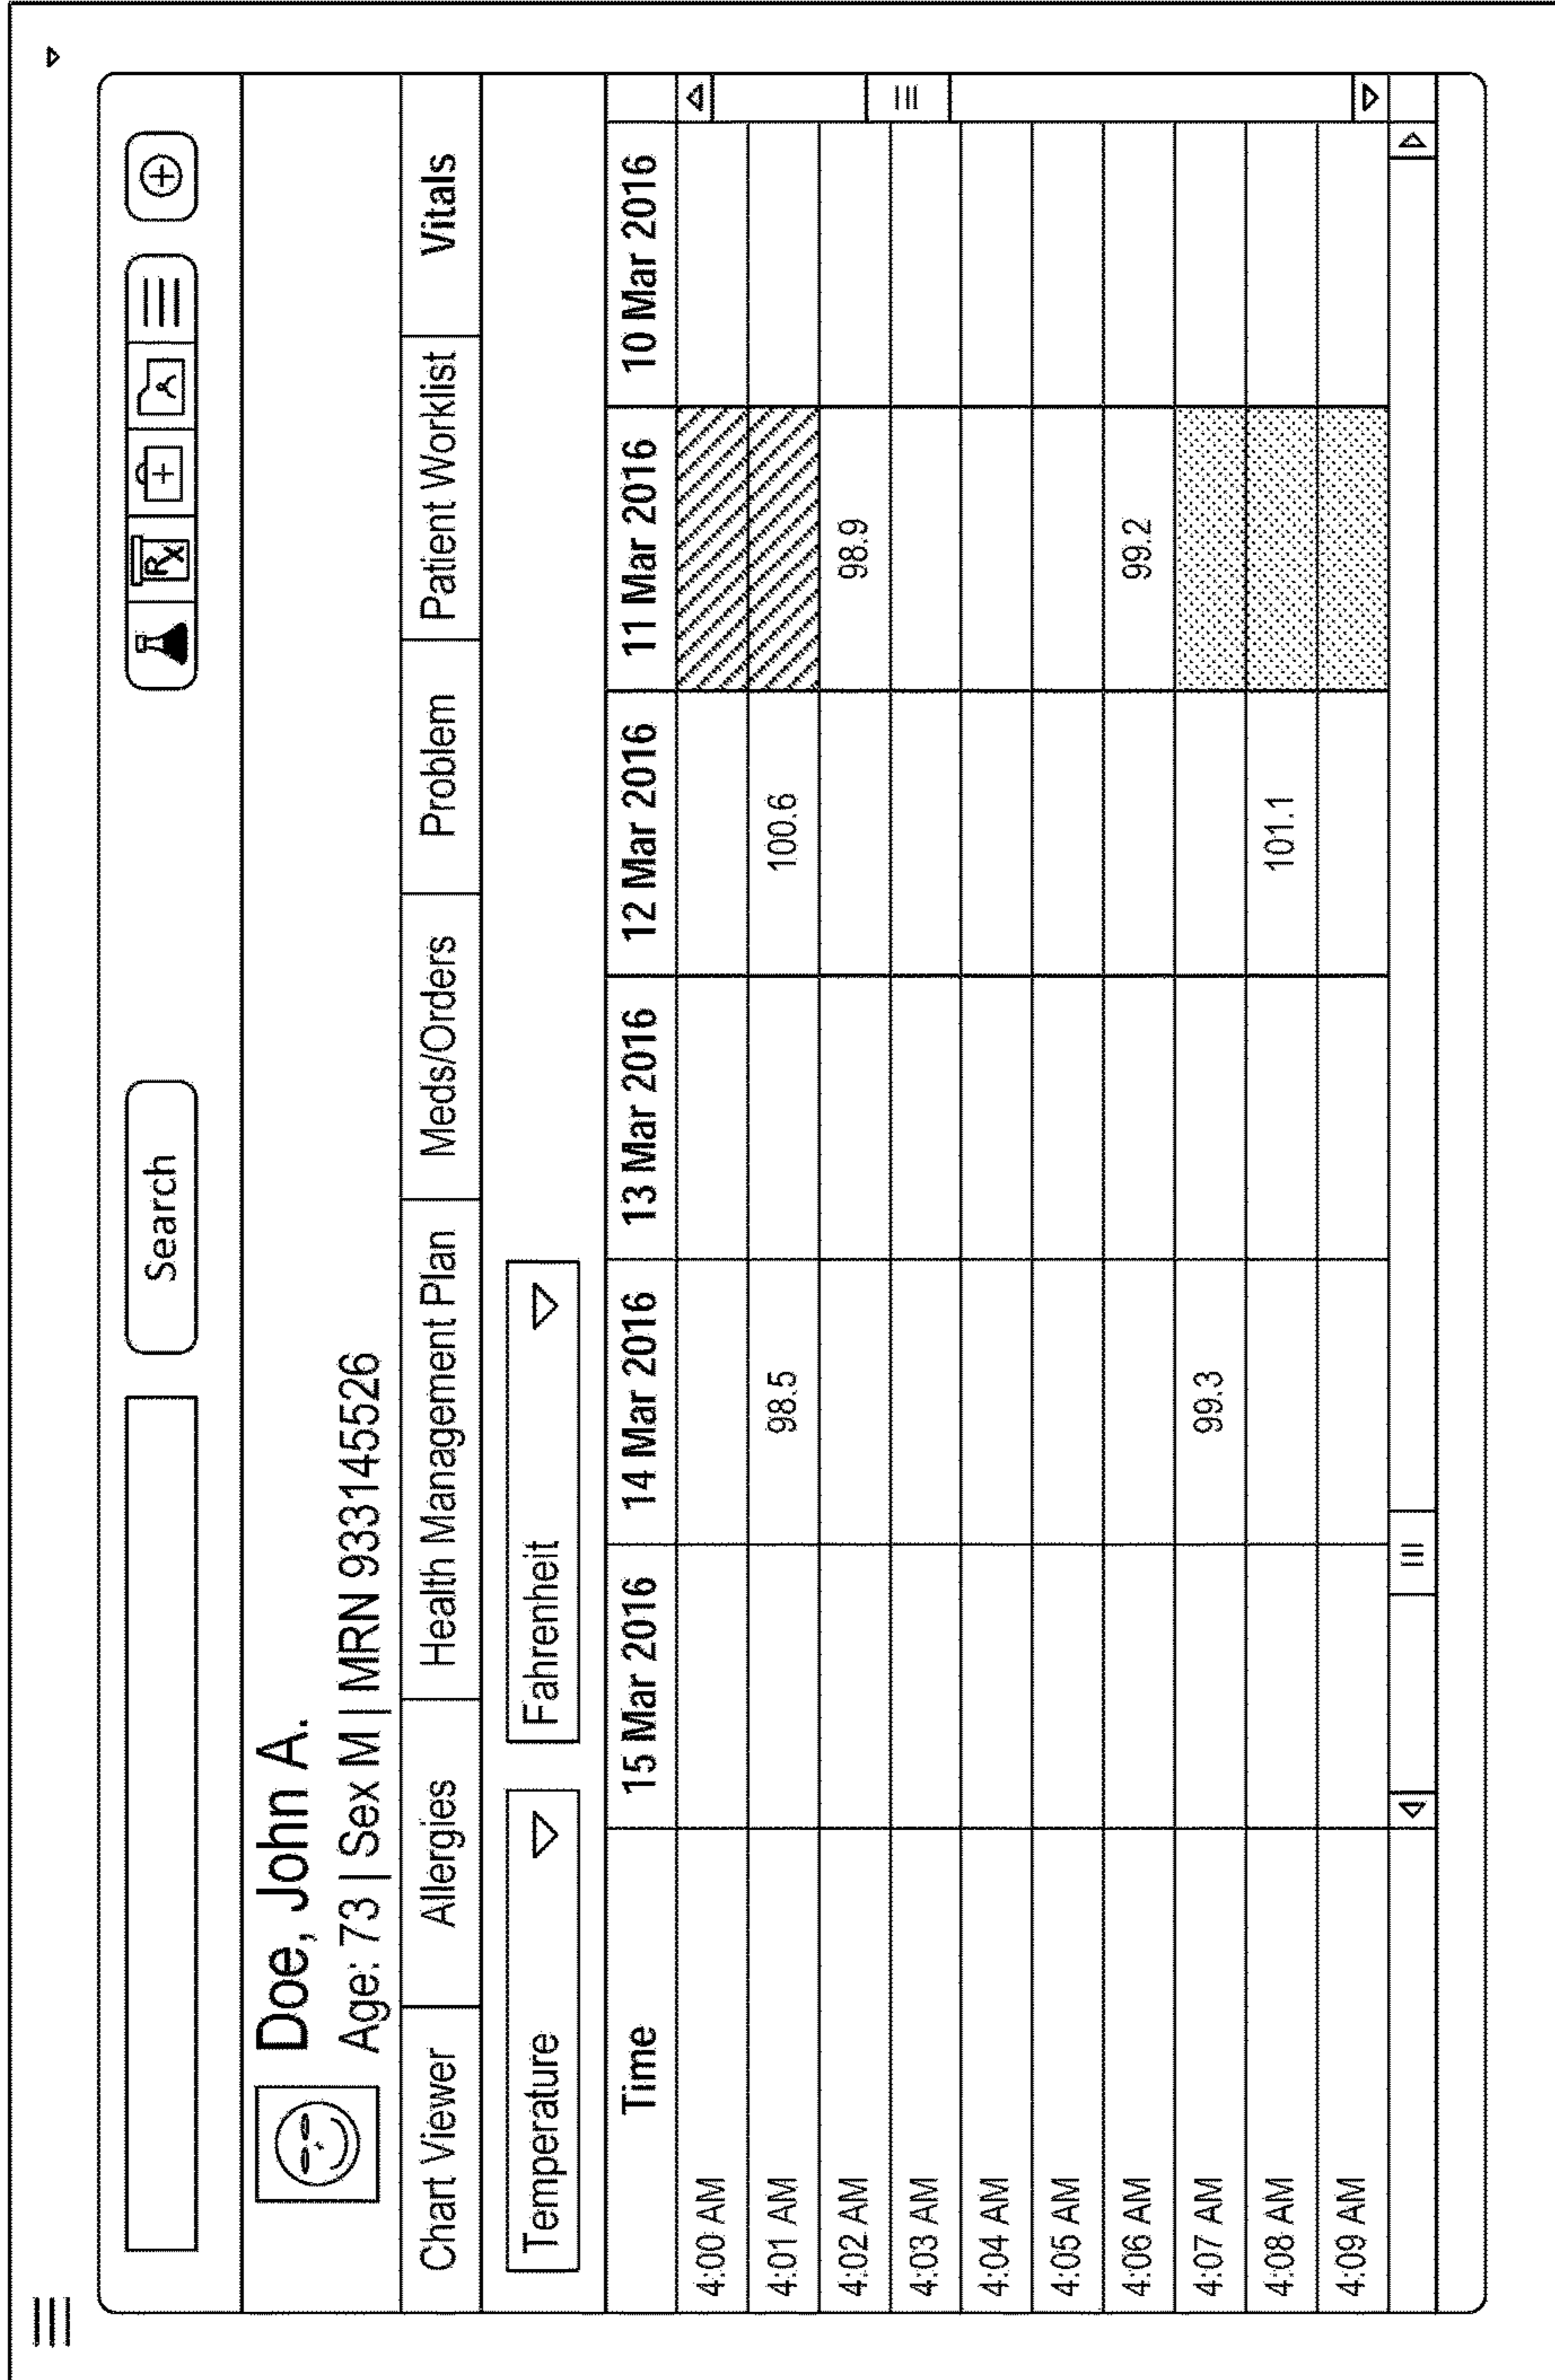 Search
Rx
Doe, John A.
Age: 73 | Sex M | MRN 933145526
Chart Viewer Allergies Health Management Plan Meds/Orders Problem Patient Worklist Vitals
Temperature Fahrenheit
Time 15 Mar 2016 14 Mar 2016 13 Mar 2016 12 Mar 2016 11 Mar 2016 10 Mar 2016
4:00 AM
4:01 AM 98.5 100.6
4:02 AM 98.9
4:03 AM
4:04 AM
4:05 AM
4:06 AM 99.2
4:07 AM 99.3
4:08 AM 101.1
4:09 AM